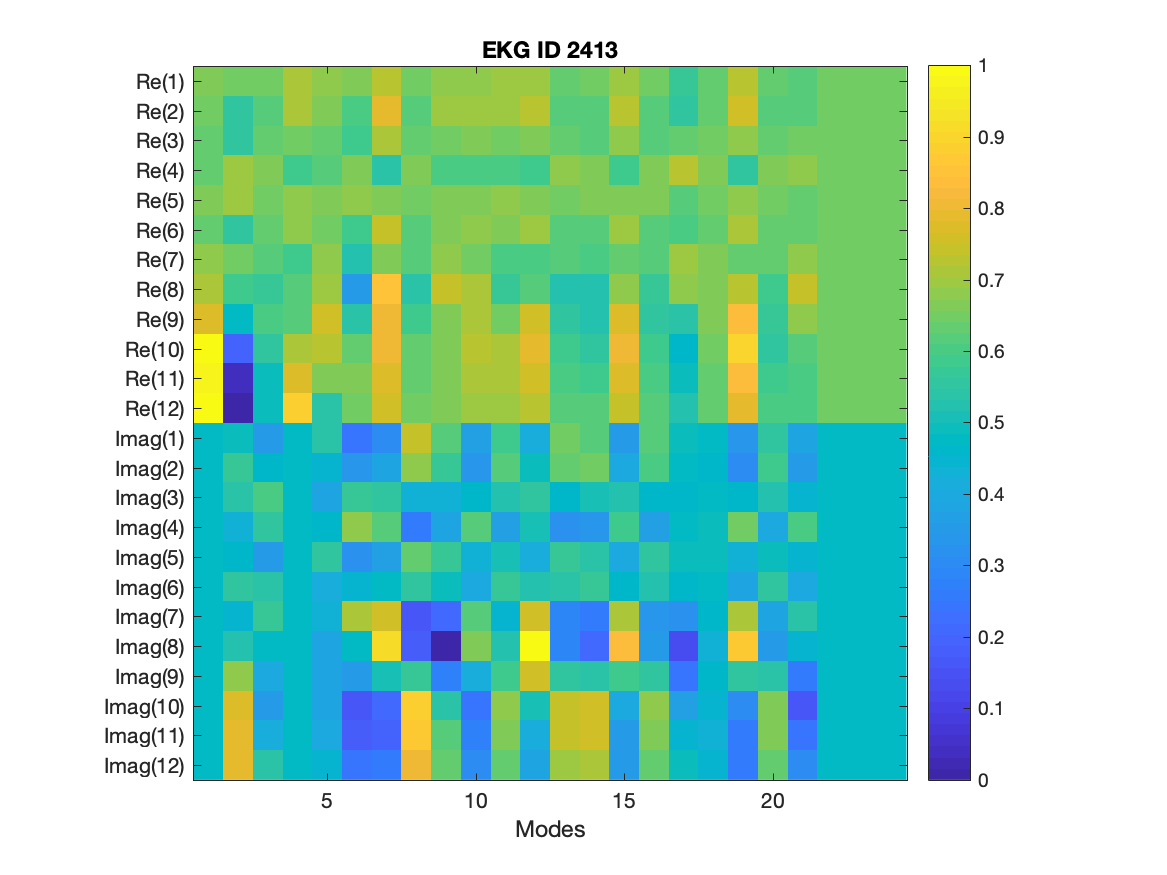 EKG ID 2413
Re(1)
Re(2)
Re(3)
Re(4)
Re(5)
Re(6)
Re(7)
Re(8)
Re(9)
Re(10)
Re(11)
Re(12)
Imag(1)
Imag(2)
Imag(3)
Imag(4)
Imag(5)
Imag(6)
Imag(7)
Imag(8)
Imag(9)
Imag(10)
Imag(11)
Imag(12)
5 10 15 20
Modes
1
0.9
0.8
0.7
0.6
0.5
0.4
0.3
0.2
0.1
0